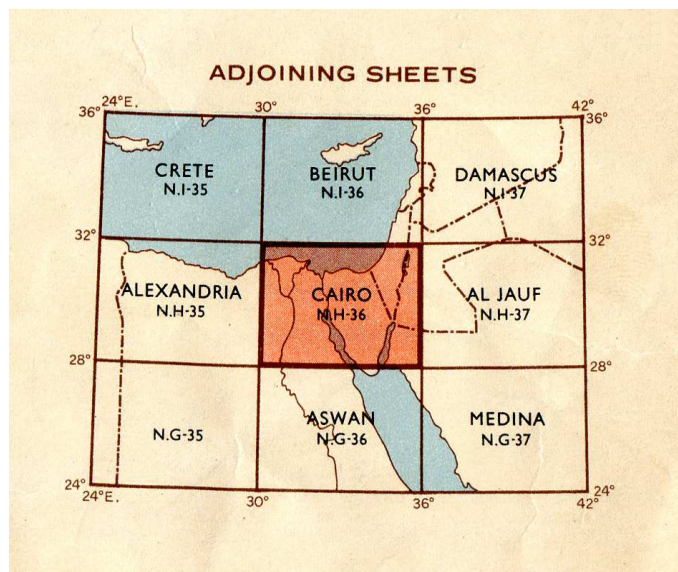 ADJOINING SHEETS
24°E. 30° 36° 42°
36° 36°
CRETE
N.I-35
BEIRUT
N.I-36
DAMASCUS
N.I-37
32° 32°
ALEXANDRIA
N.H-35
CAIRO
N.H-36
AL JAUF
N.H-37
28° 28°
N.G-35
ASWAN
N.G-36
MEDINA
N.G-37
24° 24°
24°E. 30° 36° 42°